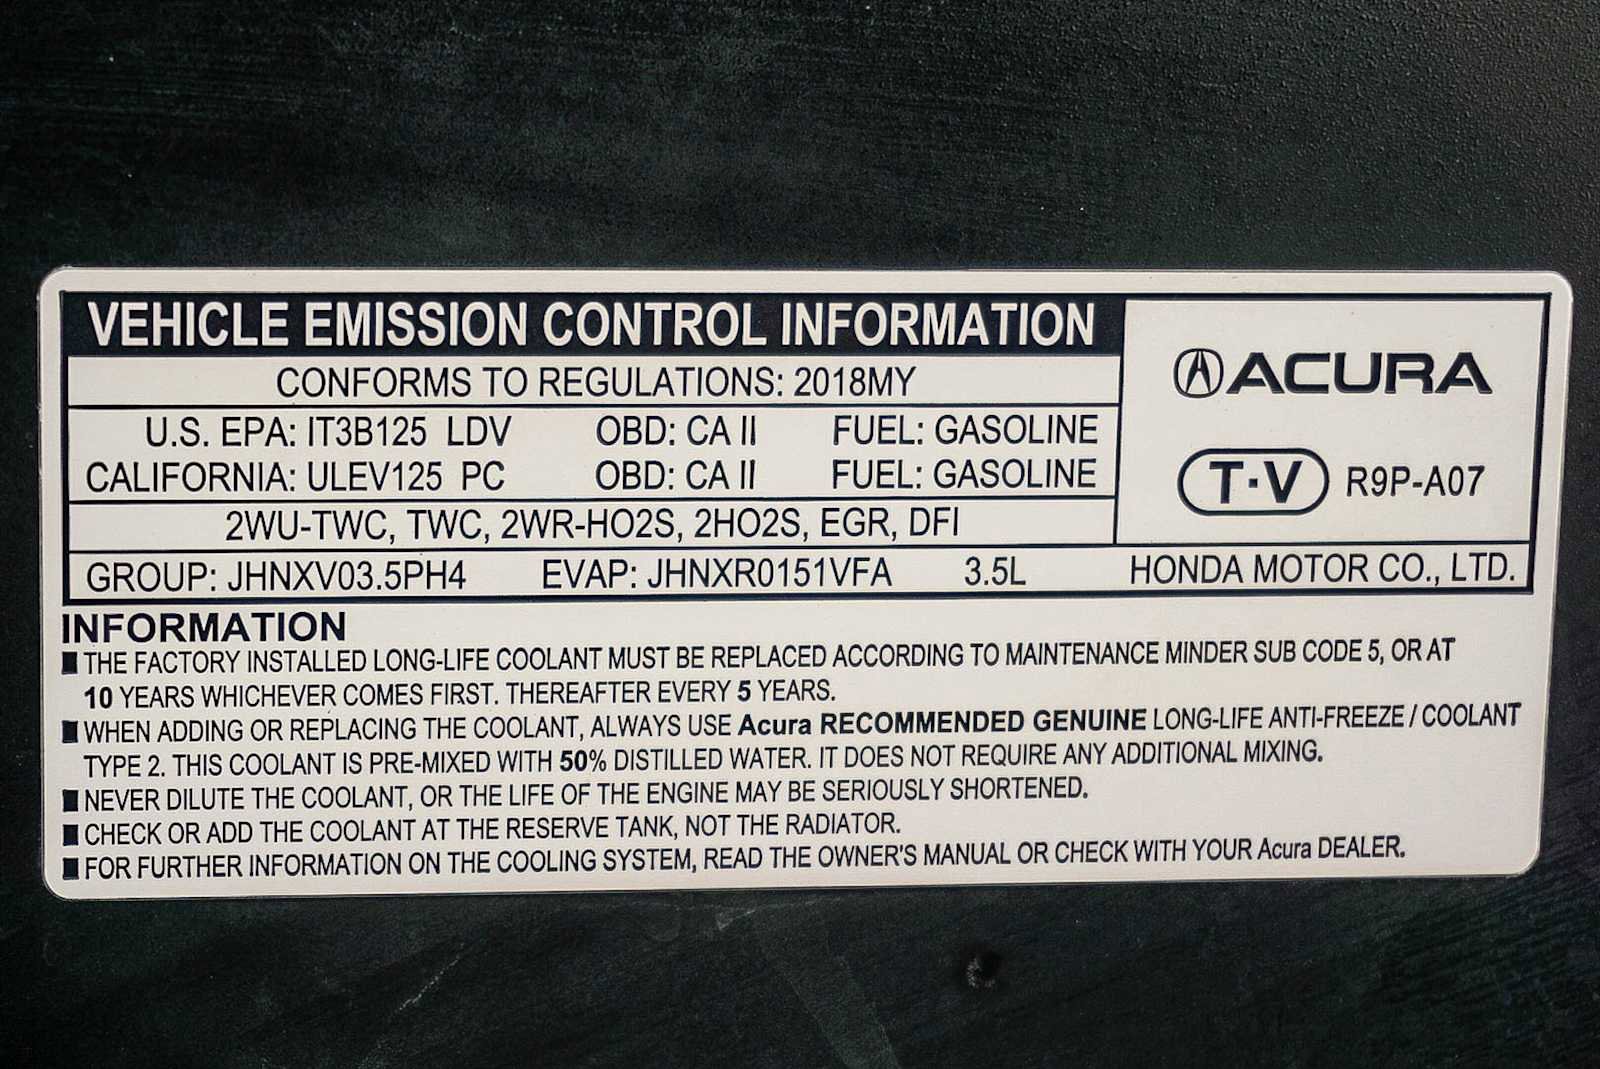 VEHICLE EMISSION CONTROL INFORMATION
CONFORMS TO REGULATIONS: 2018MY
U.S. EPA: IT3B125 LDV OBD: CA II FUEL: GASOLINE
CALIFORNIA: ULEV125 PC OBD: CA II FUEL: GASOLINE
2WU-TWC, TWC, 2WR-HO2S, 2HO2S, EGR, DFI
ACURA
T·V R9P-A07
GROUP: JHNXV03.5PH4 EVAP: JHNXR0151VFA 3.5L HONDA MOTOR CO., LTD.
INFORMATION
■ THE FACTORY INSTALLED LONG-LIFE COOLANT MUST BE REPLACED ACCORDING TO MAINTENANCE MINDER SUB CODE 5, OR AT
10 YEARS WHICHEVER COMES FIRST. THEREAFTER EVERY 5 YEARS.
■ WHEN ADDING OR REPLACING THE COOLANT, ALWAYS USE Acura RECOMMENDED GENUINE LONG-LIFE ANTI-FREEZE / COOLANT
TYPE 2. THIS COOLANT IS PRE-MIXED WITH 50% DISTILLED WATER. IT DOES NOT REQUIRE ANY ADDITIONAL MIXING.
■ NEVER DILUTE THE COOLANT, OR THE LIFE OF THE ENGINE MAY BE SERIOUSLY SHORTENED.
■ CHECK OR ADD THE COOLANT AT THE RESERVE TANK, NOT THE RADIATOR.
■ FOR FURTHER INFORMATION ON THE COOLING SYSTEM, READ THE OWNER'S MANUAL OR CHECK WITH YOUR Acura DEALER.